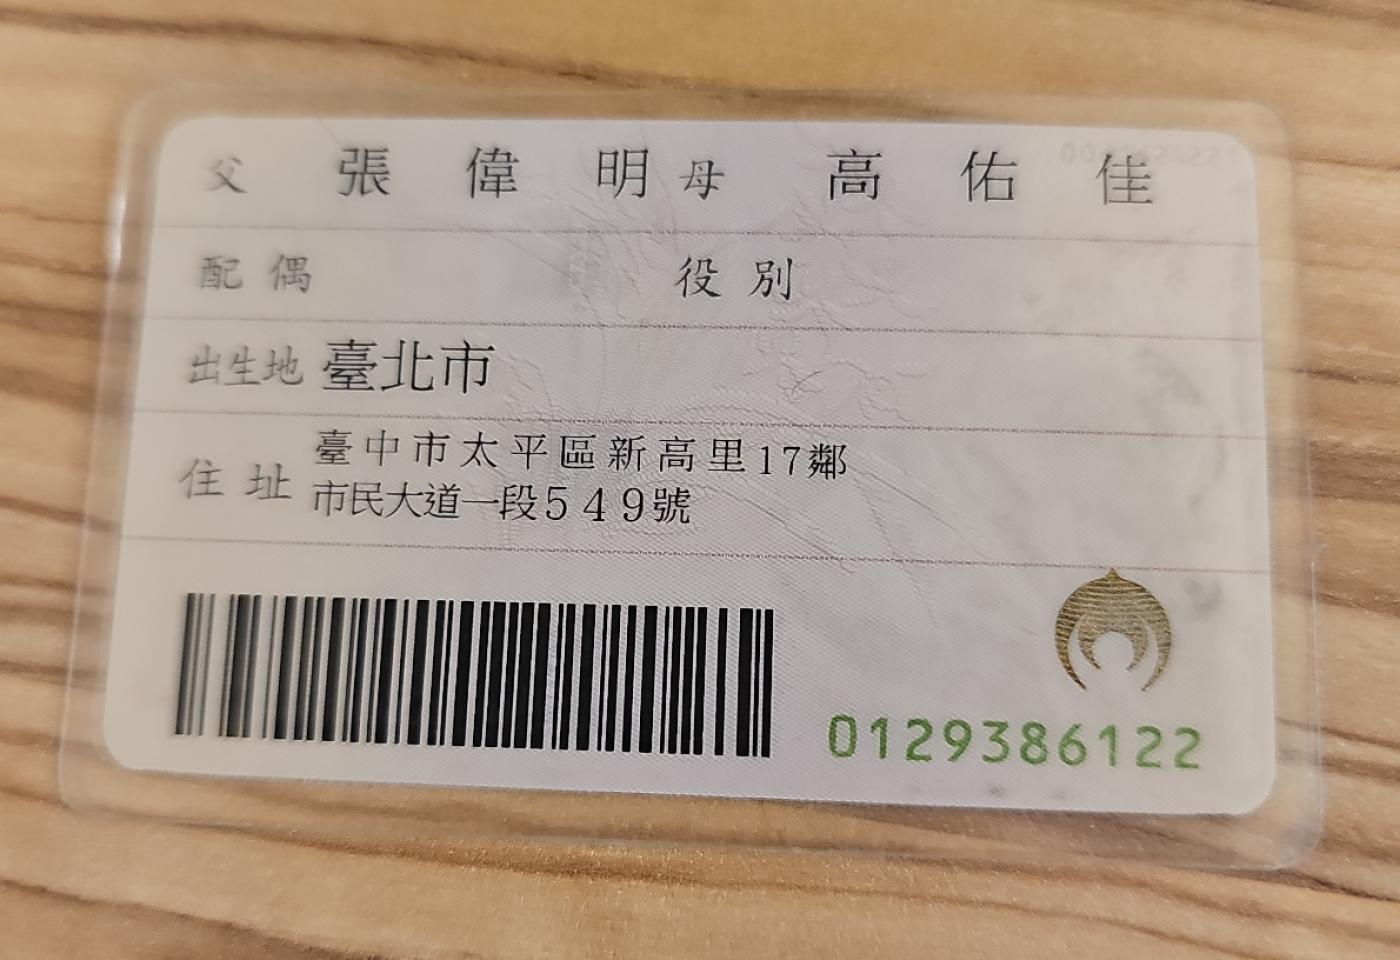 父 張偉明 母 高佑佳
配偶 役別
出生地 臺北市
住址 臺中市太平區新高里17鄰
市民大道一段549號
0129386122